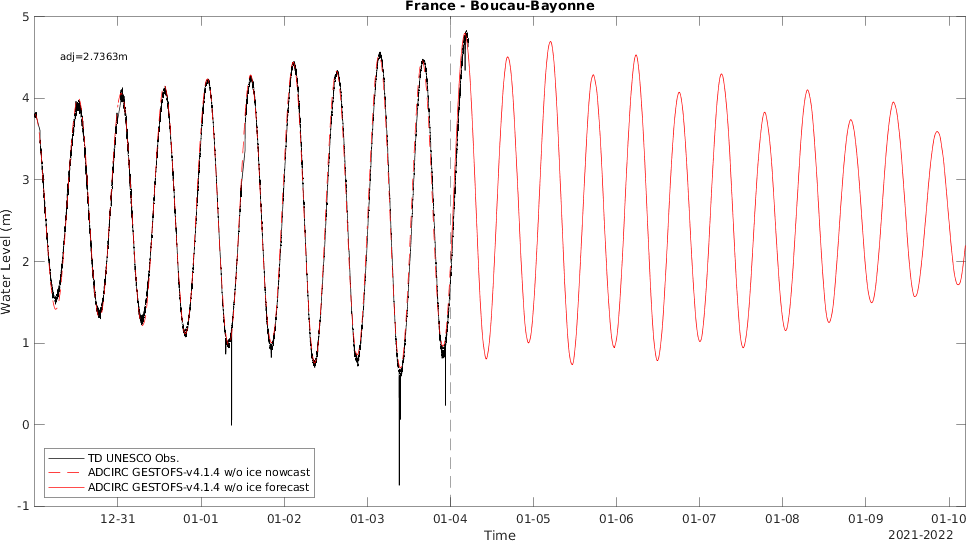 France - Boucau-Bayonne
adj=2.7363m
5
4
3
2
1
0
-1
Water Level (m)
TD UNESCO Obs.
ADCIRC GESTOFS-v4.1.4 w/o ice nowcast
ADCIRC GESTOFS-v4.1.4 w/o ice forecast
12-31 01-01 01-02 01-03 01-04 01-05 01-06 01-07 01-08 01-09 01-10
Time
2021-2022